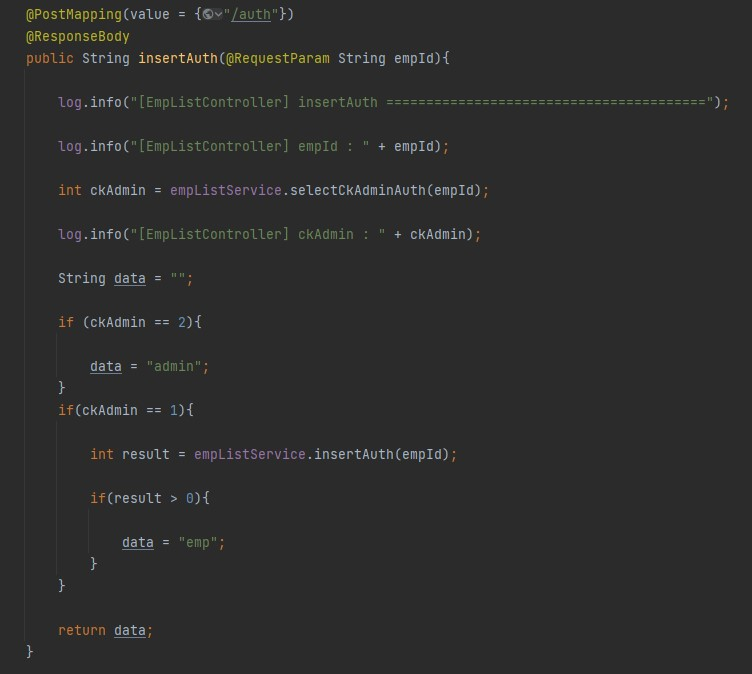 @PostMapping(value = {"/auth"})
@ResponseBody
public String insertAuth(@RequestParam String empId){
log.info("[EmpListController] insertAuth ========================================");
log.info("[EmpListController] empId : " + empId);
int ckAdmin = empListService.selectCkAdminAuth(empId);
log.info("[EmpListController] ckAdmin : " + ckAdmin);
String data = "";
if (ckAdmin == 2){
data = "admin";
}
if(ckAdmin == 1){
int result = empListService.insertAuth(empId);
if(result > 0){
data = "emp";
}
}
return data;
}